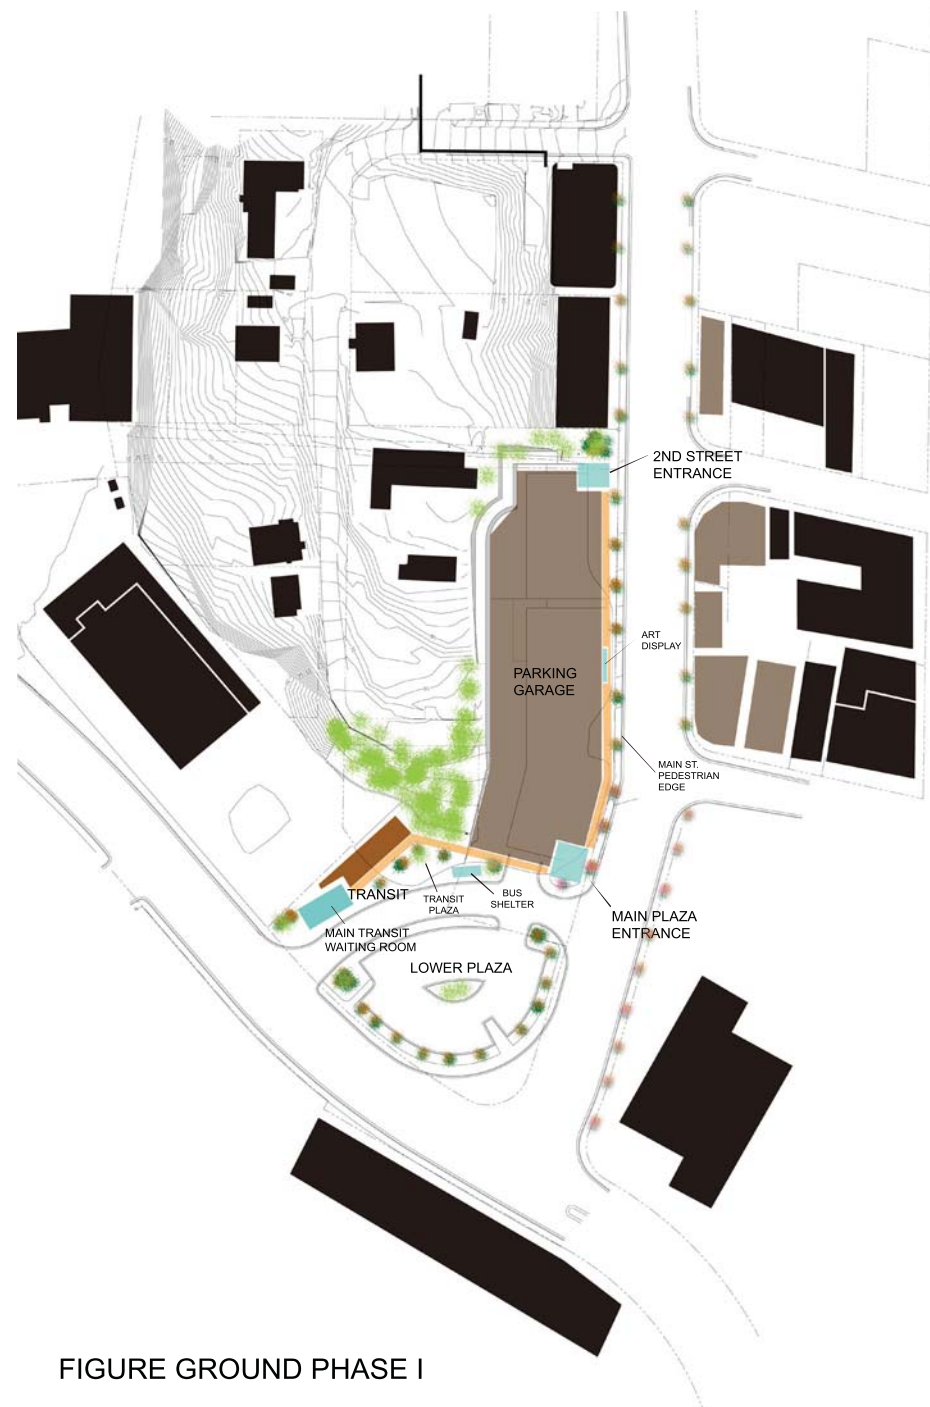 2ND STREET
ENTRANCE
ART
DISPLAY
PARKING
GARAGE
MAIN ST.
PEDESTRIAN
EDGE
TRANSIT
TRANSIT
PLAZA
BUS
SHELTER
MAIN PLAZA
ENTRANCE
MAIN TRANSIT
WAITING ROOM
LOWER PLAZA
FIGURE GROUND PHASE I